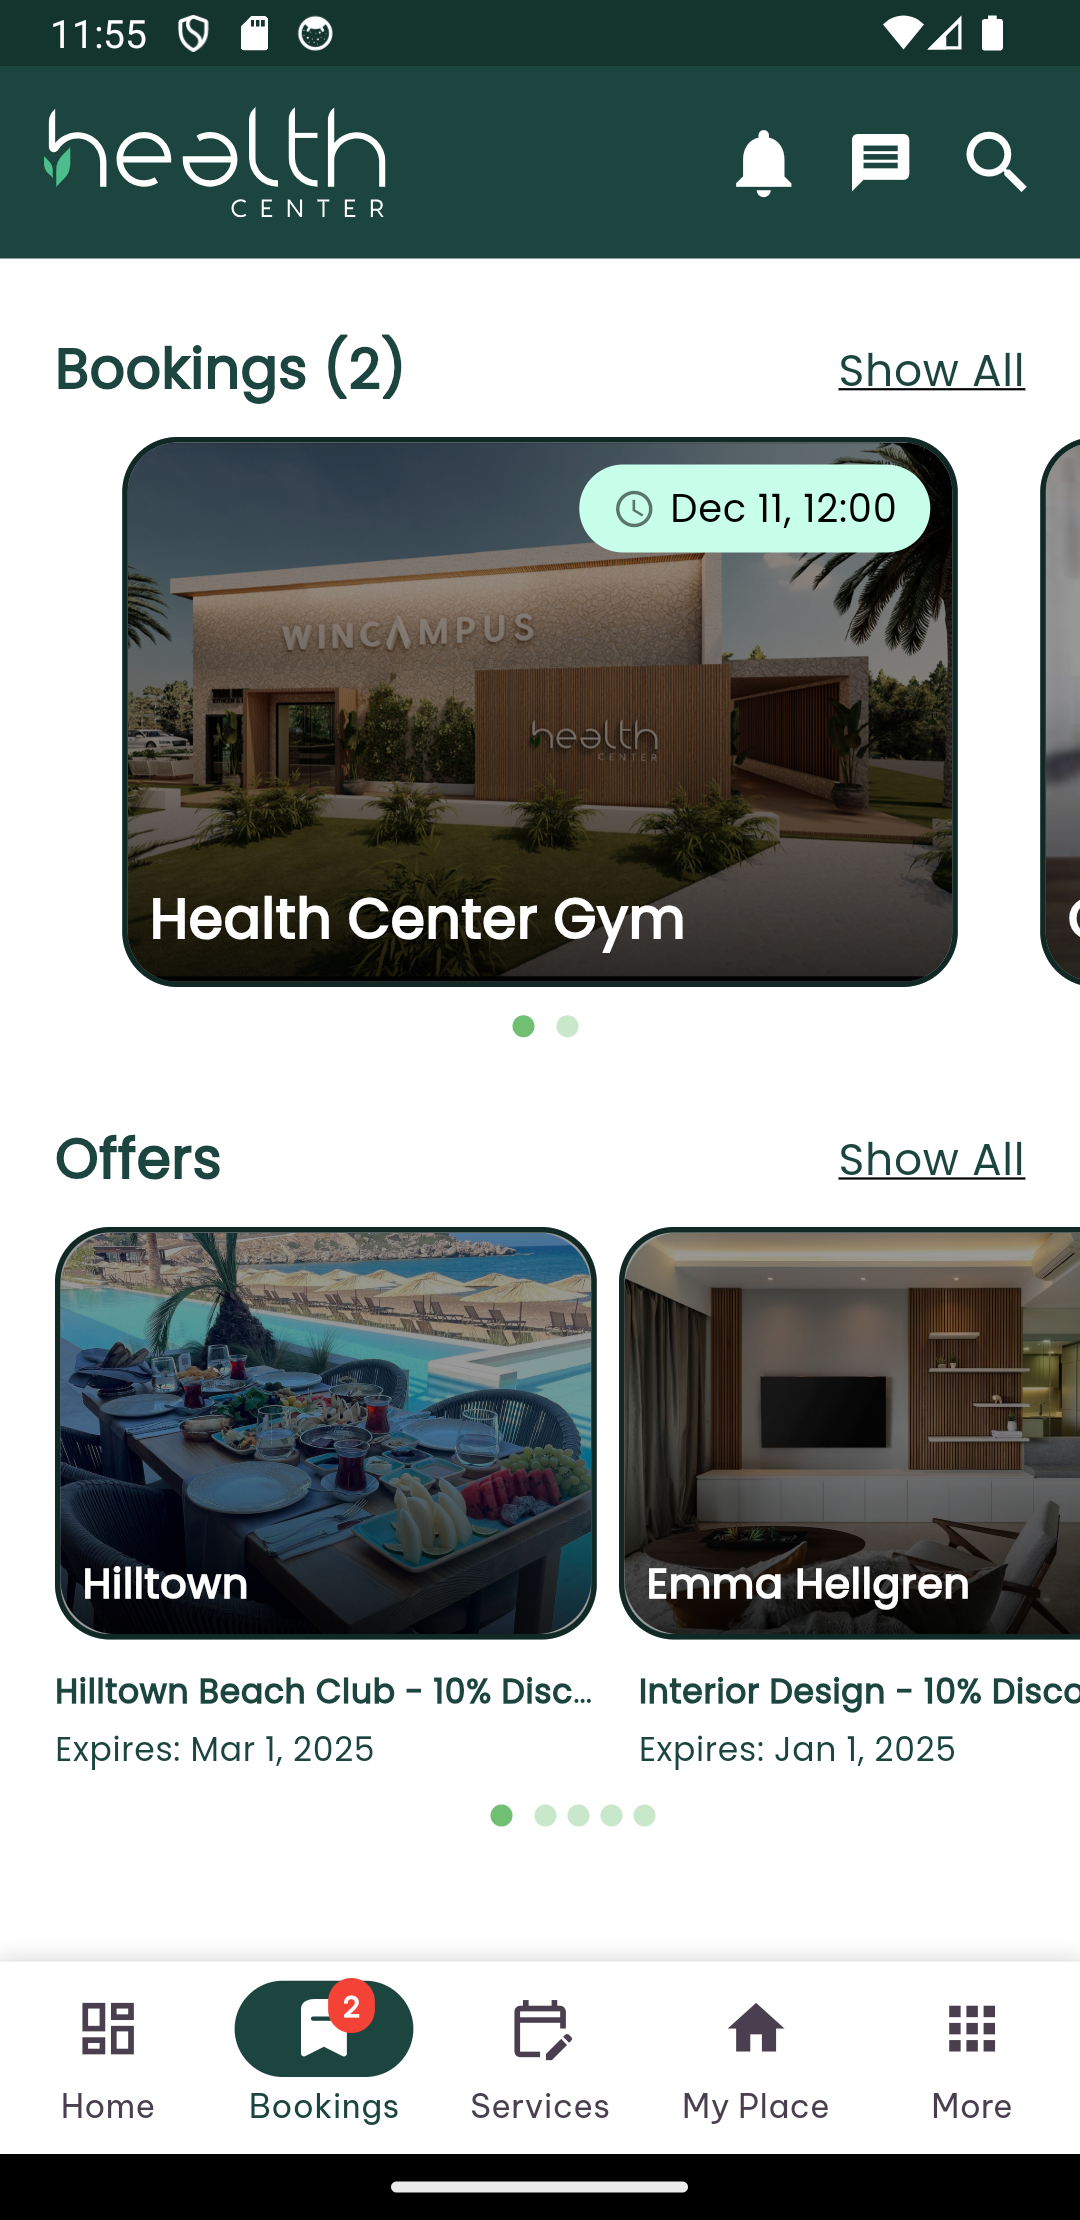 11:55
health
CENTER
Bookings (2)
Show All
Dec 11, 12:00
WINCAMPUS
health
CENTER
Health Center Gym
Offers
Show All
Hilltown
Emma Hellgren
Hilltown Beach Club - 10% Disc...
Interior Design - 10% Disco
Expires: Mar 1, 2025
Expires: Jan 1, 2025
2
Home
Bookings
Services
My Place
More